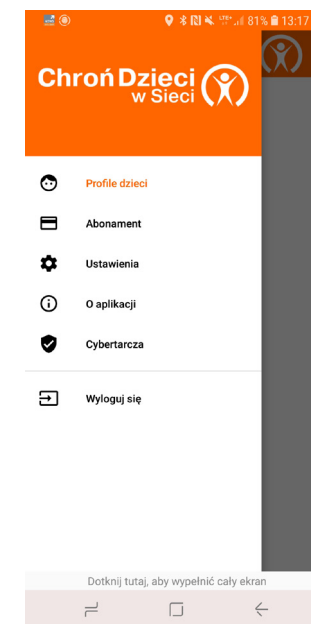 LTE+ 81% 13:17
Chroń Dzieci
w Sieci
Profile dzieci
Abonament
Ustawienia
O aplikacji
Cybertarcza
Wyloguj się
Dotknij tutaj, aby wypełnić cały ekran